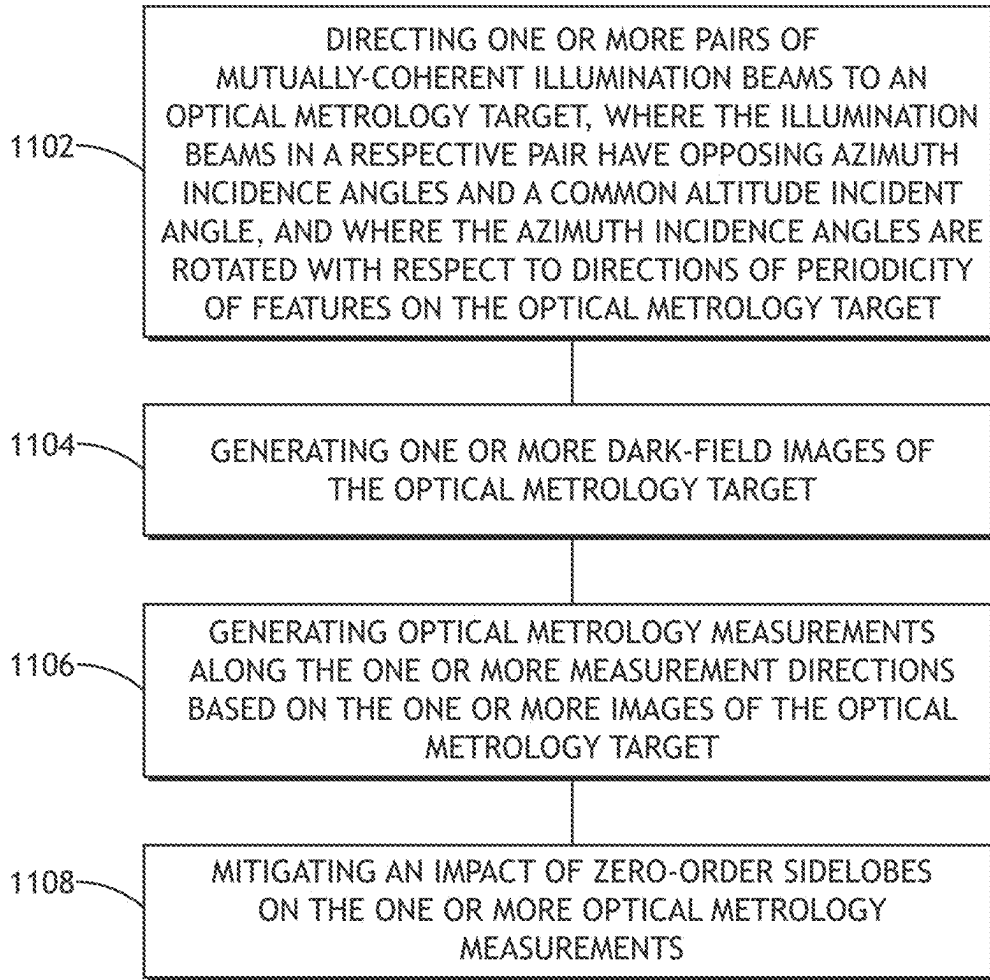 1102
DIRECTING ONE OR MORE PAIRS OF
MUTUALLY-COHERENT ILLUMINATION BEAMS TO AN
OPTICAL METROLOGY TARGET, WHERE THE ILLUMINATION
BEAMS IN A RESPECTIVE PAIR HAVE OPPOSING AZIMUTH
INCIDENCE ANGLES AND A COMMON ALTITUDE INCIDENT
ANGLE, AND WHERE THE AZIMUTH INCIDENCE ANGLES ARE
ROTATED WITH RESPECT TO DIRECTIONS OF PERIODICITY
OF FEATURES ON THE OPTICAL METROLOGY TARGET
1104
GENERATING ONE OR MORE DARK-FIELD IMAGES OF
THE OPTICAL METROLOGY TARGET
1106
GENERATING OPTICAL METROLOGY MEASUREMENTS
ALONG THE ONE OR MORE MEASUREMENT DIRECTIONS
BASED ON THE ONE OR MORE IMAGES OF THE OPTICAL
METROLOGY TARGET
1108
MITIGATING AN IMPACT OF ZERO-ORDER SIDELOBES
ON THE ONE OR MORE OPTICAL METROLOGY
MEASUREMENTS